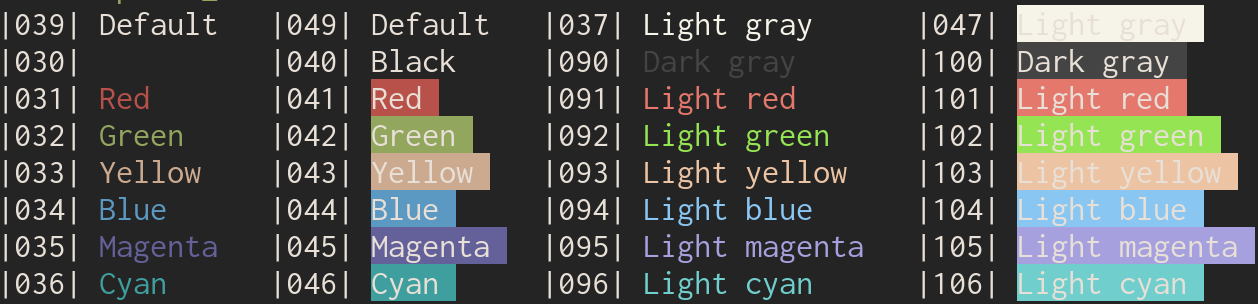 |039| Default |049| Default |037| Light gray |047| Light gray
|030| |040| Black |090| Dark gray |100| Dark gray
|031| Red |041| Red |091| Light red |101| Light red
|032| Green |042| Green |092| Light green |102| Light green
|033| Yellow |043| Yellow |093| Light yellow |103| Light yellow
|034| Blue |044| Blue |094| Light blue |104| Light blue
|035| Magenta |045| Magenta |095| Light magenta |105| Light magenta
|036| Cyan |046| Cyan |096| Light cyan |106| Light cyan